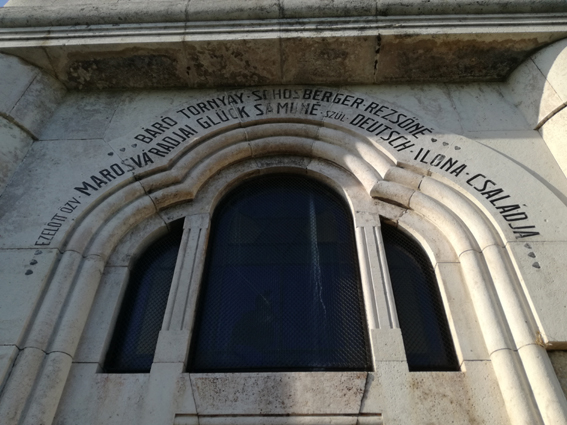 BÁRÓ TORNYAY-SCHOSBERGER REZSŐNÉ
EZELŐTT ÖZV. MAROSVÁRADJAI GLÜCK SAMUNÉ SZÜL. DEUTSCH ILONA CSALÁDJA